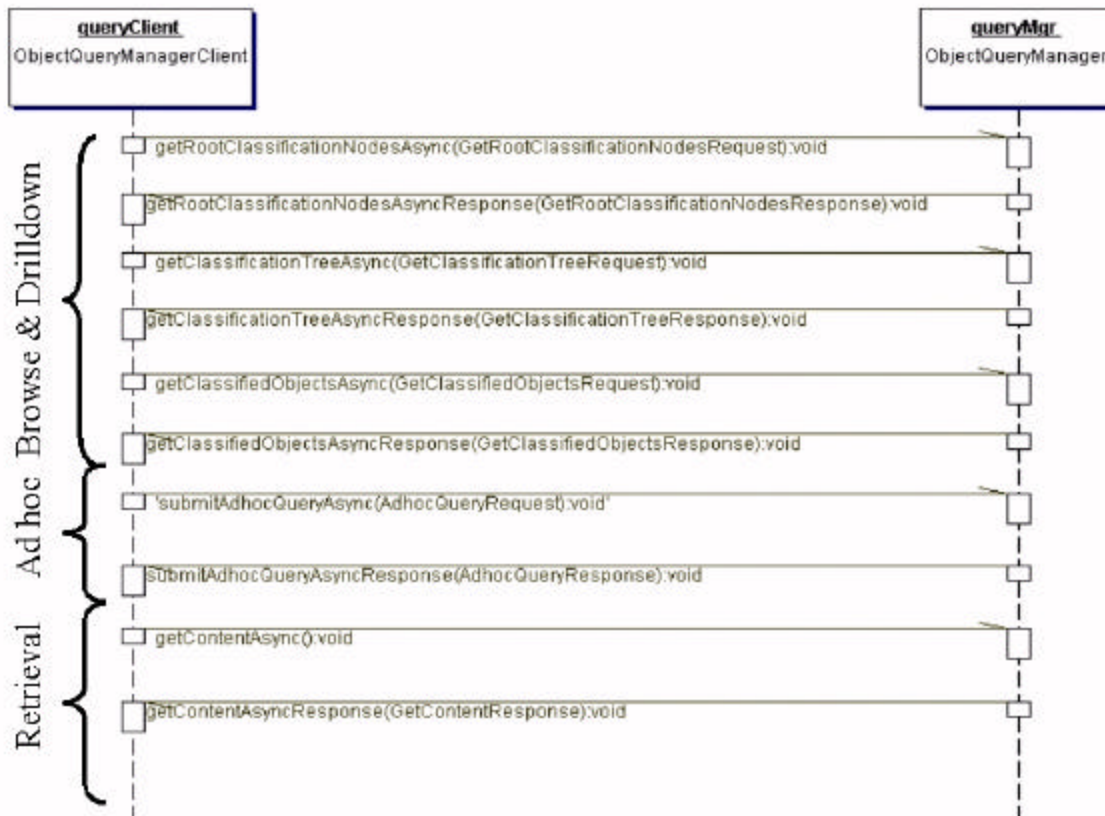 queryClient
ObjectQueryManagerClient
queryMgr
ObjectQueryManager
Browse & Drilldown
getRootClassificationNodesAsync(GetRootClassificationNodesRequest):void
getRootClassificationNodesAsyncResponse(GetRootClassificationNodesResponse):void
getClassificationTreeAsync(GetClassificationTreeRequest):void
getClassificationTreeAsyncResponse(GetClassificationTreeResponse):void
getClassifiedObjectsAsync(GetClassifiedObjectsRequest):void
getClassifiedObjectsAsyncResponse(GetClassifiedObjectsResponse):void
Ad hoc
'submitAdhocQueryAsync(AdhocQueryRequest):void'
submitAdhocQueryAsyncResponse(AdhocQueryResponse):void
Retrieval
getContentAsync():void
getContentAsyncResponse(GetContentResponse):void